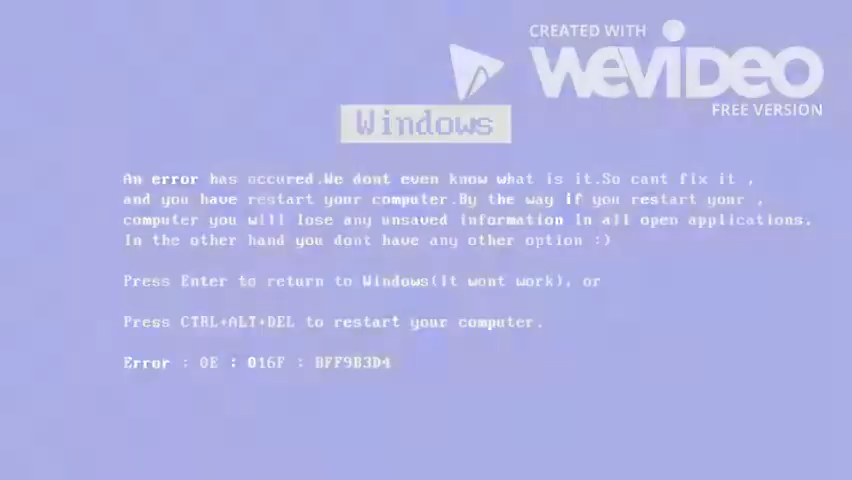 CREATED WITH
WeVideo
FREE VERSION
Windows
An error has occured.We dont even know what is it.So cant fix it ,
and you have restart your computer.By the way if you restart your ,
computer you will lose any unsaved information in all open applications.
In the other hand you dont have any other option :)
Press Enter to return to Windows(It wont work), or
Press CTRL+ALT+DEL to restart your computer.
Error : 0E : 016F : BFF9B3D4